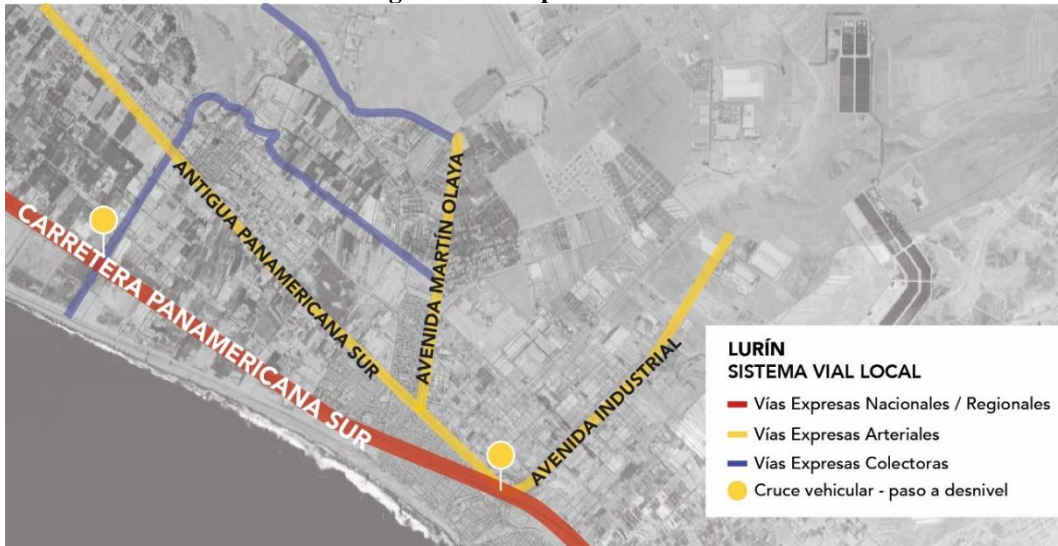 ANTIGUA PANAMERICANA SUR
CARRETERA PANAMERICANA SUR
AVENIDA MARTÍN OLAYA
AVENIDA INDUSTRIAL
LURÍN
SISTEMA VIAL LOCAL
Vías Expresas Nacionales / Regionales
Vías Expresas Arteriales
Vías Expresas Colectoras
Cruce vehicular - paso a desnivel